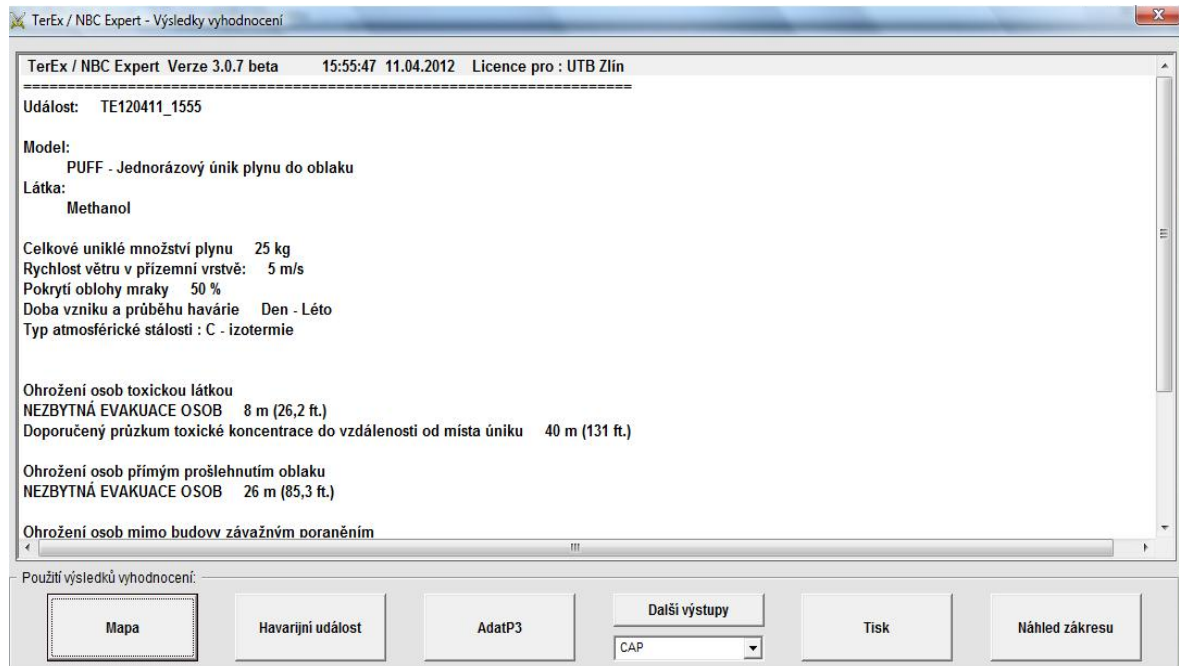 TerEx / NBC Expert - Výsledky vyhodnocení
TerEx / NBC Expert Verze 3.0.7 beta 15:55:47 11.04.2012 Licence pro : UTB Zlín
=========================================================================
Událost: TE120411_1555
Model:
PUFF - Jednorázový únik plynu do oblaku
Látka:
Methanol
Celkové uniklé množství plynu 25 kg
Rychlost větru v přízemní vrstvě: 5 m/s
Pokrytí oblohy mraky 50 %
Doba vzniku a průběhu havárie Den - Léto
Typ atmosférické stálosti : C - izotermie
Ohrožení osob toxickou látkou
NEZBYTNÁ EVAKUACE OSOB 8 m (26,2 ft.)
Doporučený průzkum toxické koncentrace do vzdálenosti od místa úniku 40 m (131 ft.)
Ohrožení osob přímým prošlehnutím oblaku
NEZBYTNÁ EVAKUACE OSOB 26 m (85,3 ft.)
Ohrožení osob mimo budovy závažným poraněním
Použití výsledků vyhodnocení:
Mapa
Havarijní událost
AdatP3
Další výstupy
CAP
Tisk
Náhled zákresu